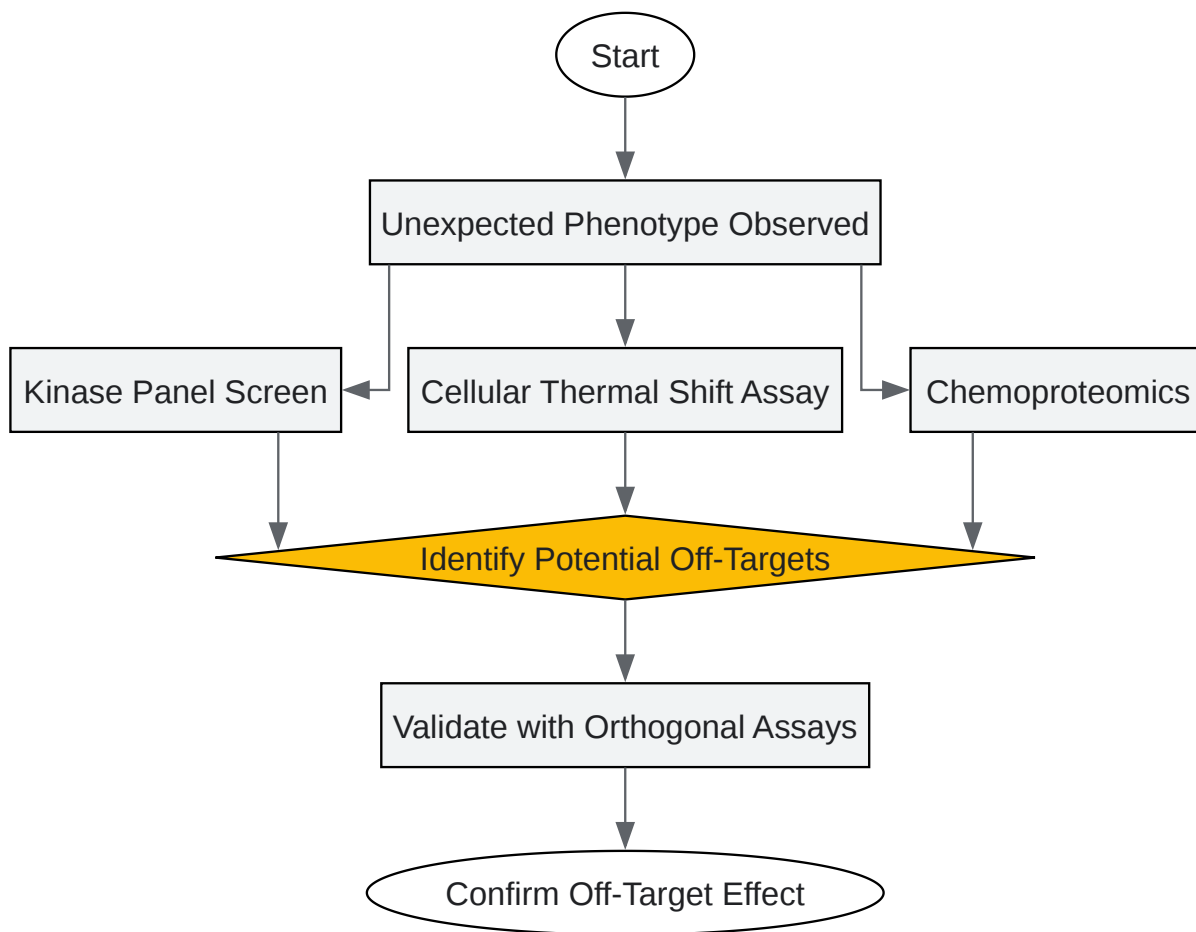 Start
Unexpected Phenotype Observed
Kinase Panel Screen
Cellular Thermal Shift Assay
Chemoproteomics
Identify Potential Off-Targets
Validate with Orthogonal Assays
Confirm Off-Target Effect